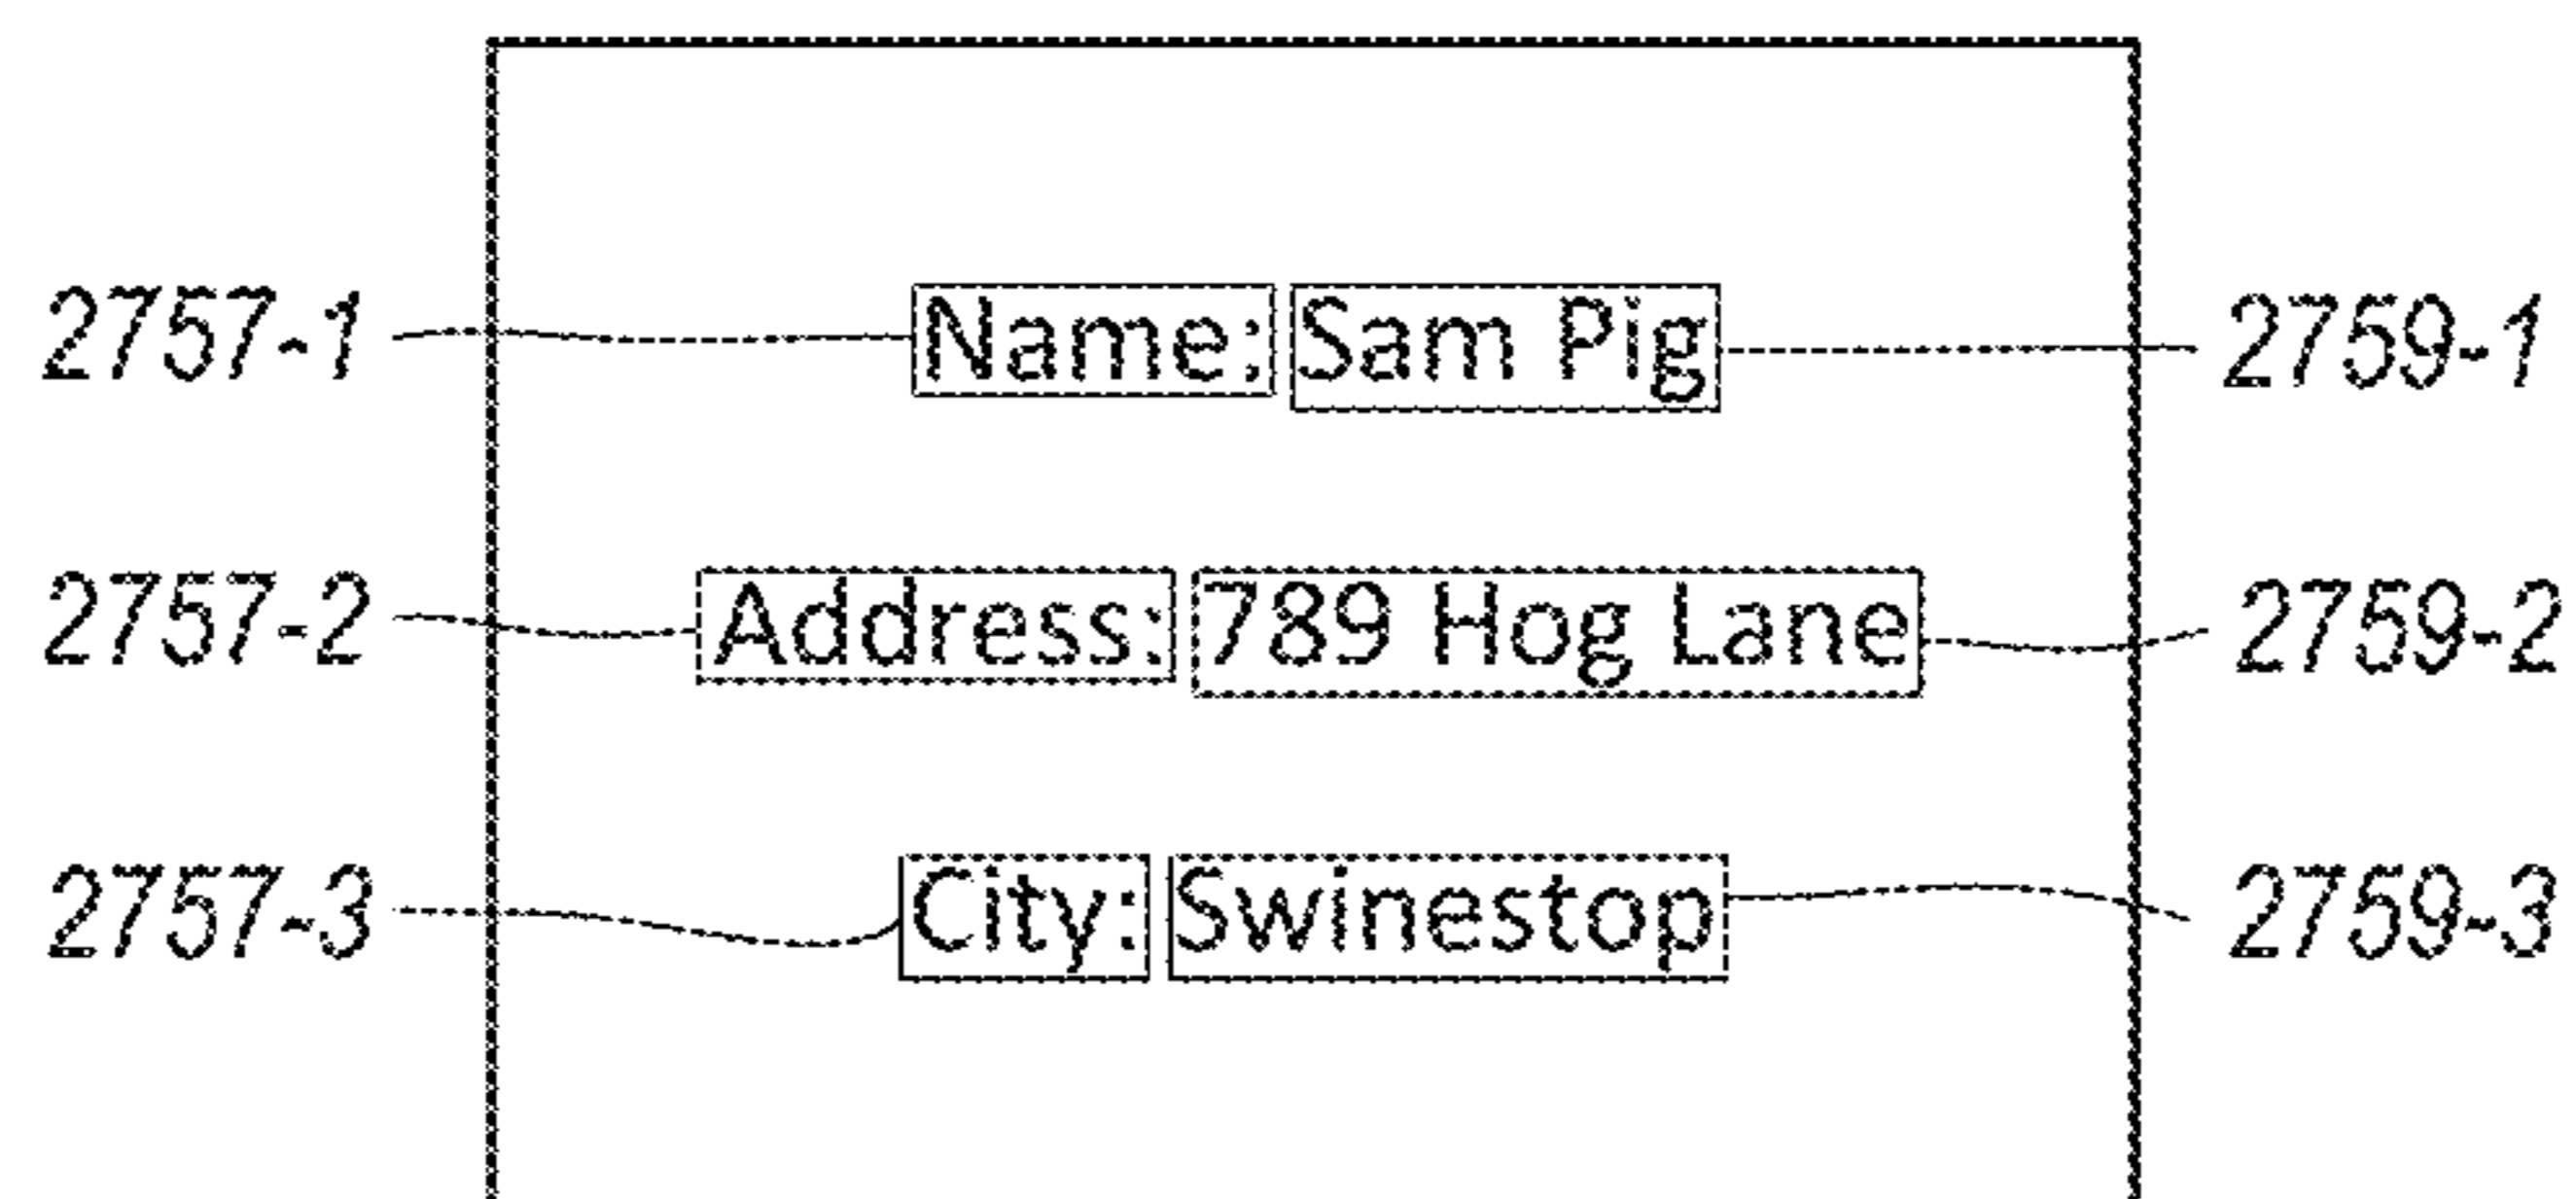 2757-1 Name: Sam Pig 2759-1
2757-2 Address: 789 Hog Lane 2759-2
2757-3 City: Swinestop 2759-3